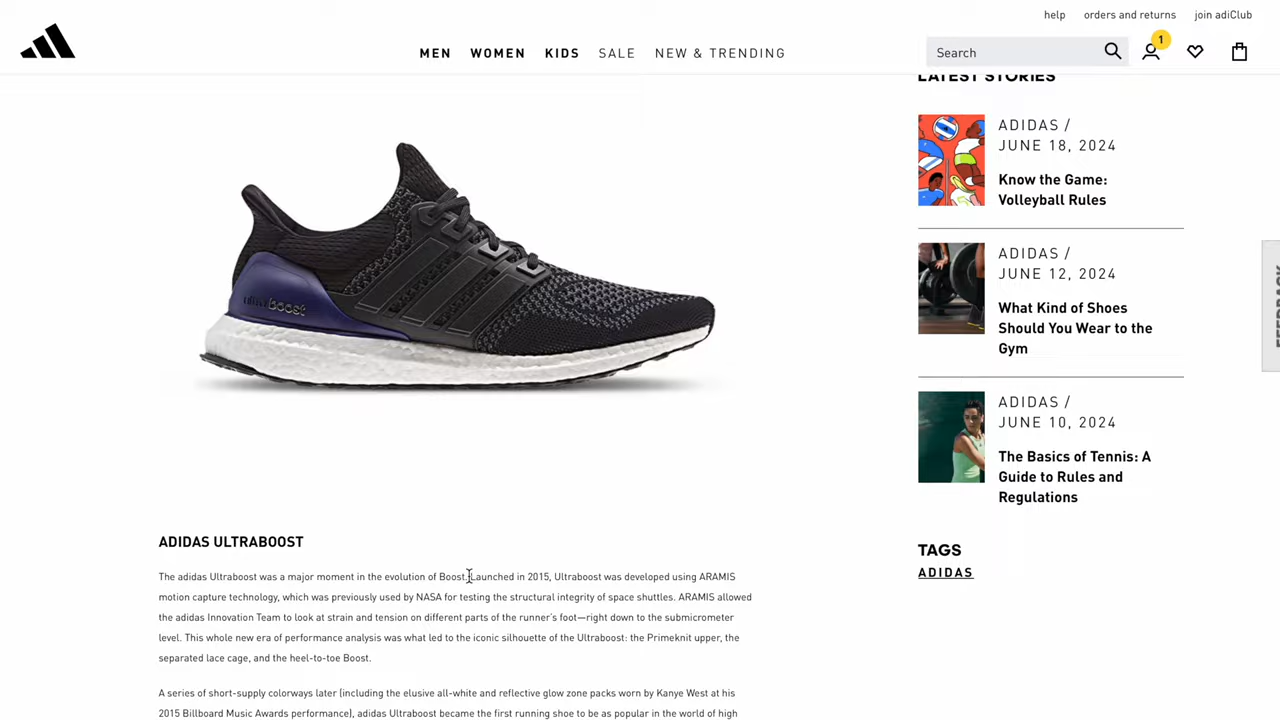 help orders and returns join adiClub
MEN WOMEN KIDS SALE NEW & TRENDING
Search
1
LATEST STORIES
ADIDAS /
JUNE 18, 2024
Know the Game:
Volleyball Rules
ADIDAS /
JUNE 12, 2024
What Kind of Shoes
Should You Wear to the
Gym
ADIDAS /
JUNE 10, 2024
The Basics of Tennis: A
Guide to Rules and
Regulations
TAGS
ADIDAS
FEEDBACK
ultraboost
ADIDAS ULTRABOOST
The adidas Ultraboost was a major moment in the evolution of Boost. Launched in 2015, Ultraboost was developed using ARAMIS
motion capture technology, which was previously used by NASA for testing the structural integrity of space shuttles. ARAMIS allowed
the adidas Innovation Team to look at strain and tension on different parts of the runner's foot—right down to the submicrometer
level. This whole new era of performance analysis was what led to the iconic silhouette of the Ultraboost: the Primeknit upper, the
separated lace cage, and the heel-to-toe Boost.
A series of short-supply colorways later (including the elusive all-white and reflective glow zone packs worn by Kanye West at his
2015 Billboard Music Awards performance), adidas Ultraboost became the first running shoe to be as popular in the world of high